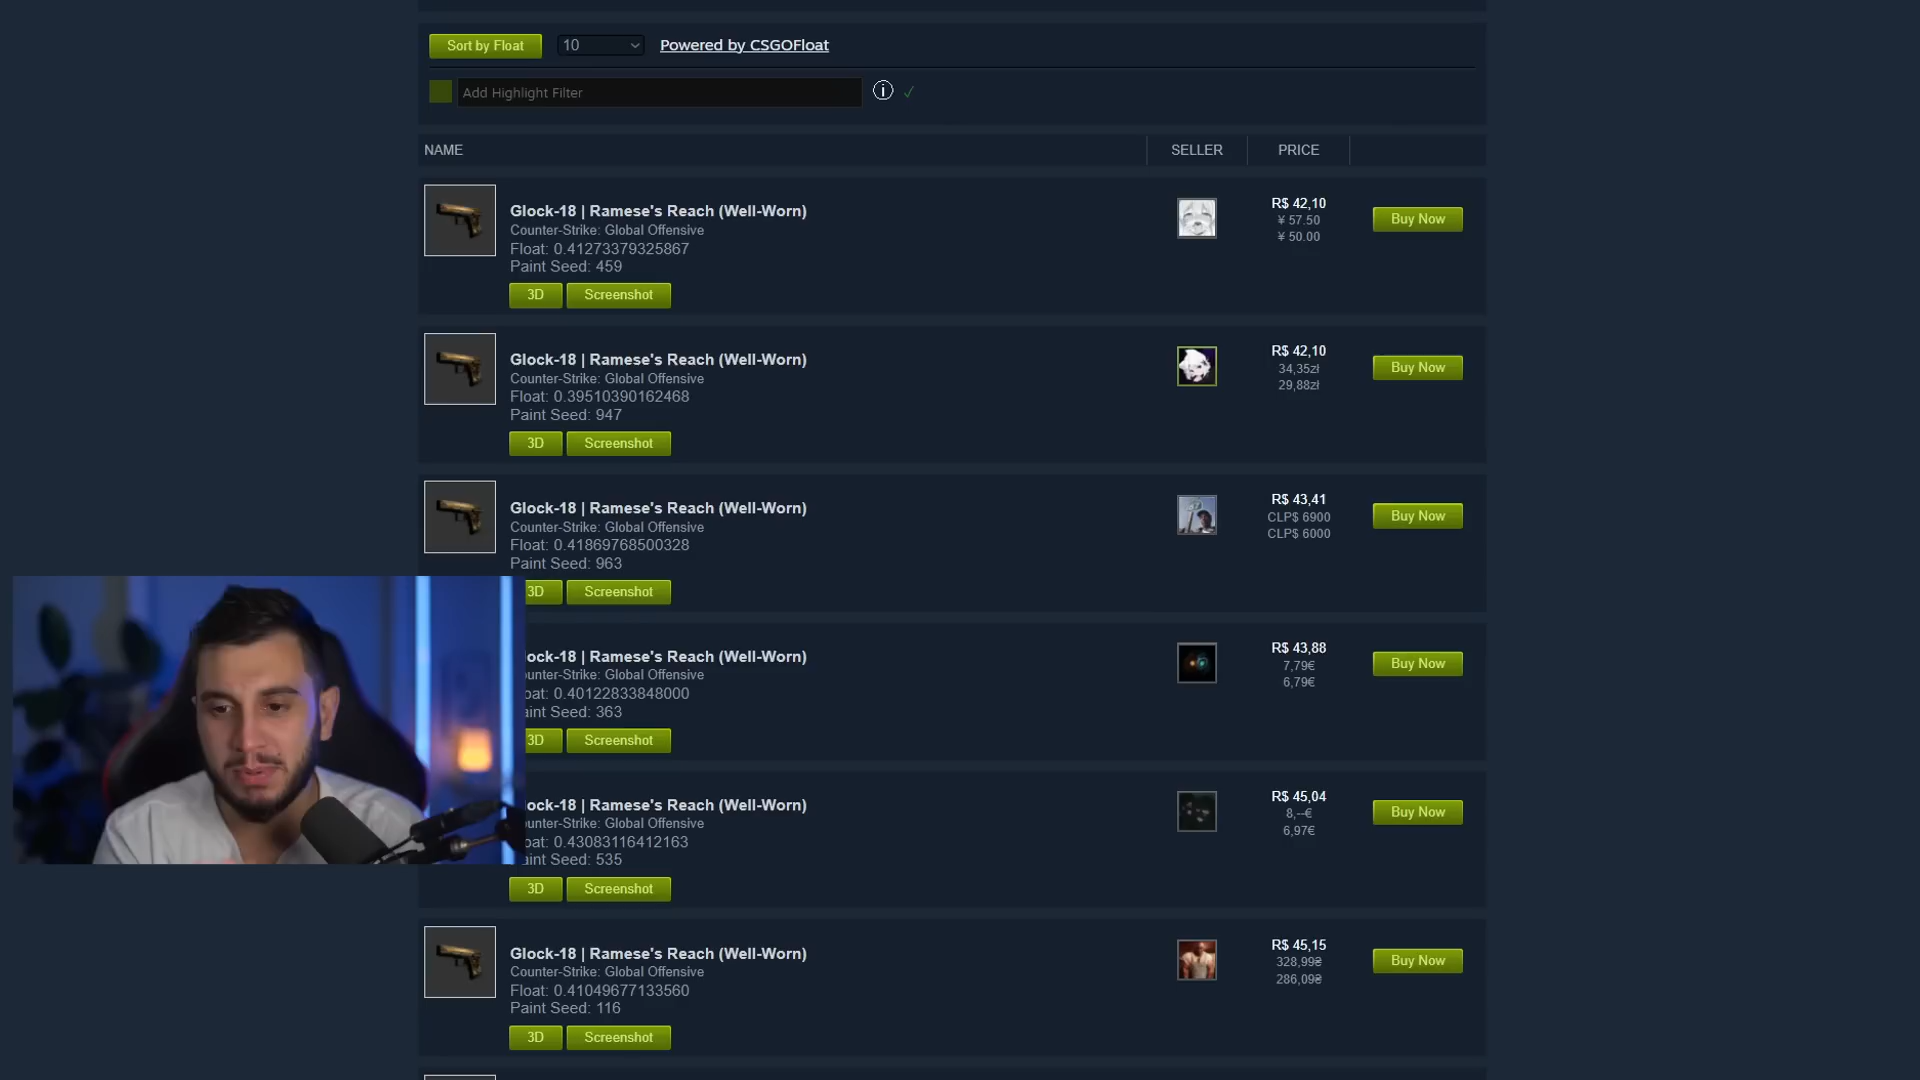 Sort by Float
10
Powered by CSGOFloat
Add Highlight Filter
NAME
SELLER
PRICE
Glock-18 | Ramese's Reach (Well-Worn)
Counter-Strike: Global Offensive
Float: 0.41273379325867
Paint Seed: 459
3D
Screenshot
R$ 42,10
¥ 57.50
¥ 50.00
Buy Now
Glock-18 | Ramese's Reach (Well-Worn)
Counter-Strike: Global Offensive
Float: 0.39510390162468
Paint Seed: 947
3D
Screenshot
R$ 42,10
34,35zł
29,88zł
Buy Now
Glock-18 | Ramese's Reach (Well-Worn)
Counter-Strike: Global Offensive
Float: 0.41869768500328
Paint Seed: 963
3D
Screenshot
R$ 43,41
CLP$ 6900
CLP$ 6000
Buy Now
lock-18 | Ramese's Reach (Well-Worn)
ounter-Strike: Global Offensive
oat: 0.40122833848000
aint Seed: 363
3D
Screenshot
R$ 43,88
7,79€
6,79€
Buy Now
lock-18 | Ramese's Reach (Well-Worn)
ounter-Strike: Global Offensive
oat: 0.43083116412163
aint Seed: 535
3D
Screenshot
R$ 45,04
8,--€
6,97€
Buy Now
Glock-18 | Ramese's Reach (Well-Worn)
Counter-Strike: Global Offensive
Float: 0.41049677133560
Paint Seed: 116
3D
Screenshot
R$ 45,15
328,99₴
286,09₴
Buy Now